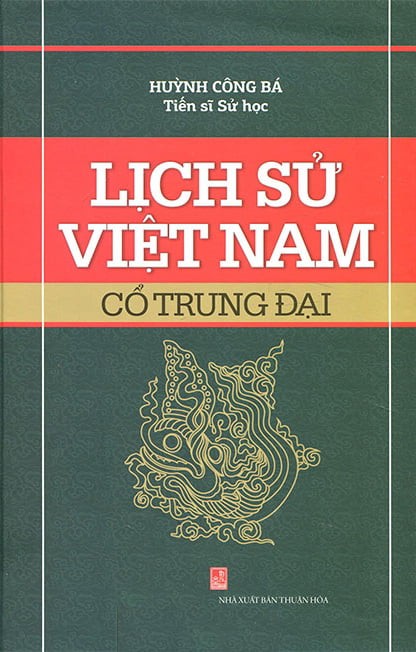 HUỲNH CÔNG BÁ
Tiến sĩ Sử học
LỊCH SỬ
VIỆT NAM
CỔ TRUNG ĐẠI
NHÀ XUẤT BẢN THUẬN HÓA